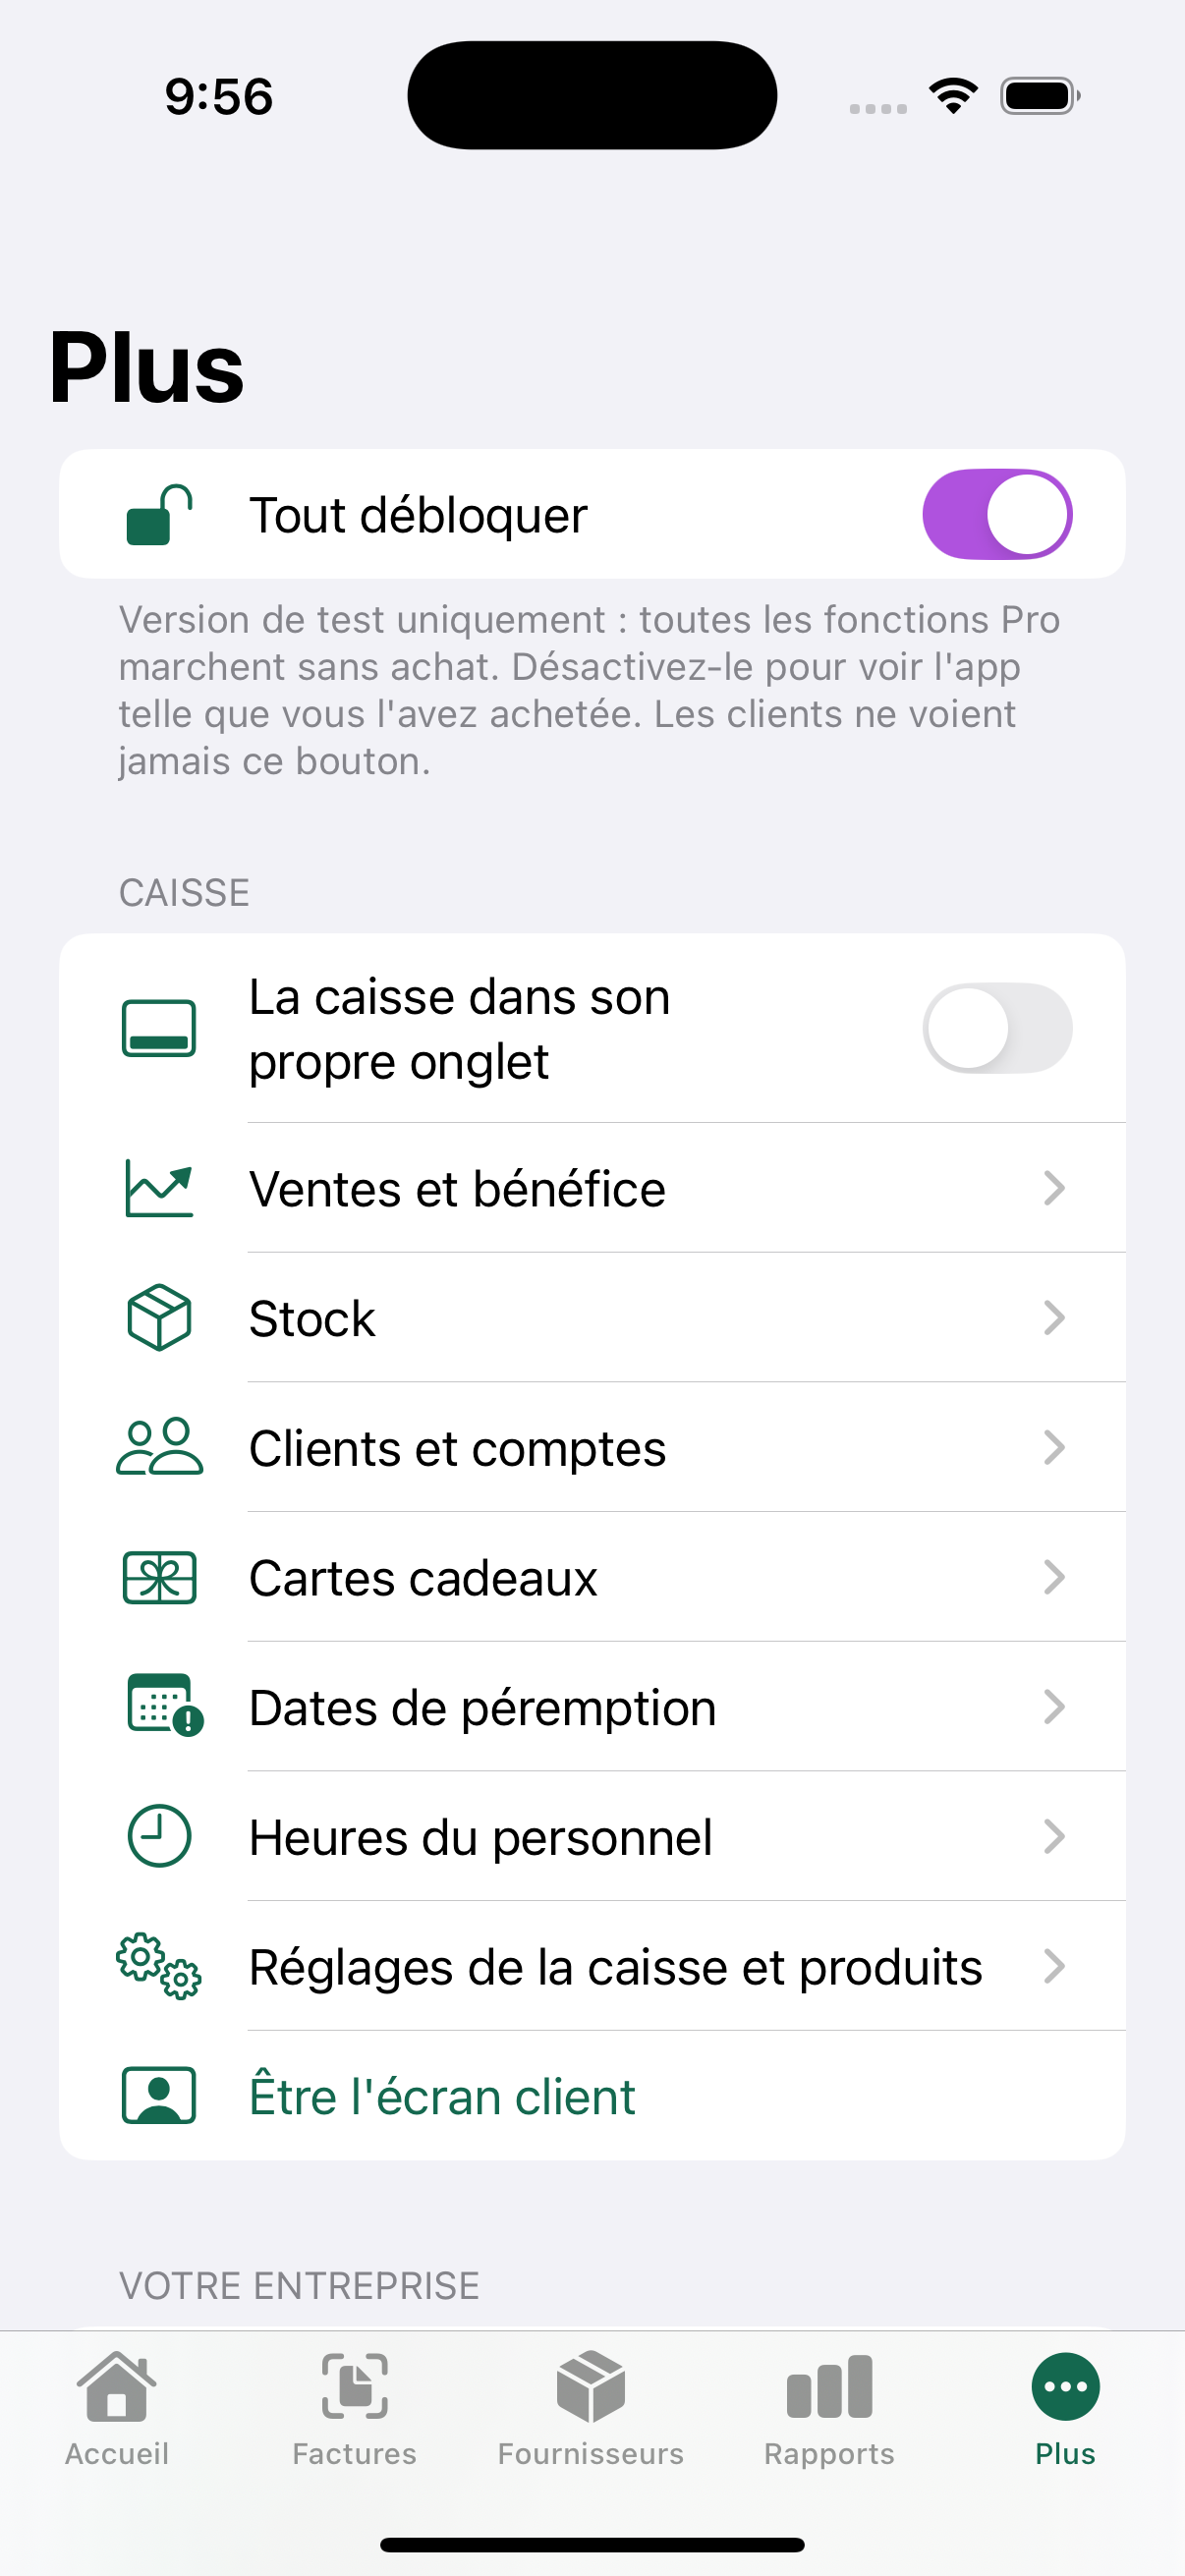 9:56
Plus
Tout débloquer
Version de test uniquement : toutes les fonctions Pro
marchent sans achat. Désactivez-le pour voir l'app
telle que vous l'avez achetée. Les clients ne voient
jamais ce bouton.
CAISSE
La caisse dans son
propre onglet
Ventes et bénéfice
Stock
Clients et comptes
Cartes cadeaux
Dates de péremption
Heures du personnel
Réglages de la caisse et produits
Être l'écran client
VOTRE ENTREPRISE
Accueil
Factures
Fournisseurs
Rapports
Plus